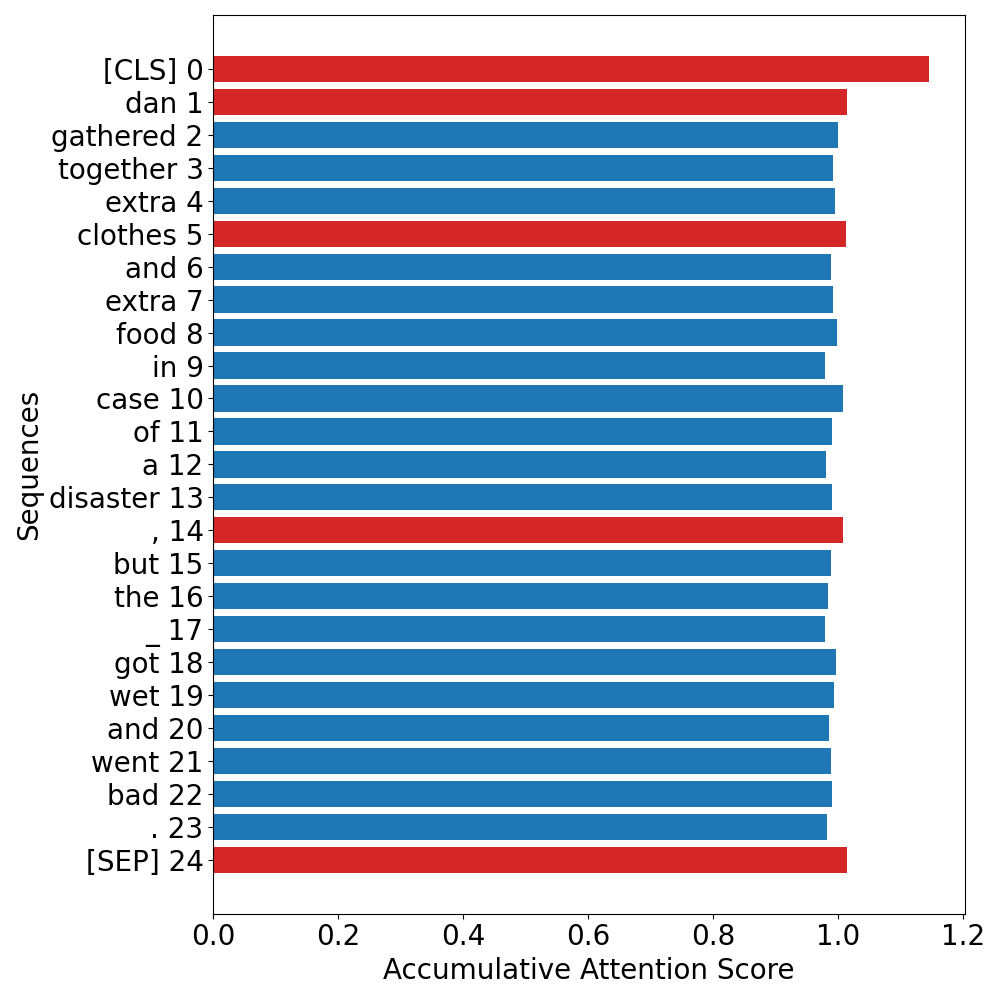 [CLS] 0
dan 1
gathered 2
together 3
extra 4
clothes 5
and 6
extra 7
food 8
in 9
case 10
of 11
a 12
disaster 13
, 14
but 15
the 16
_ 17
got 18
wet 19
and 20
went 21
bad 22
. 23
[SEP] 24
Sequences
0.0 0.2 0.4 0.6 0.8 1.0 1.2
Accumulative Attention Score